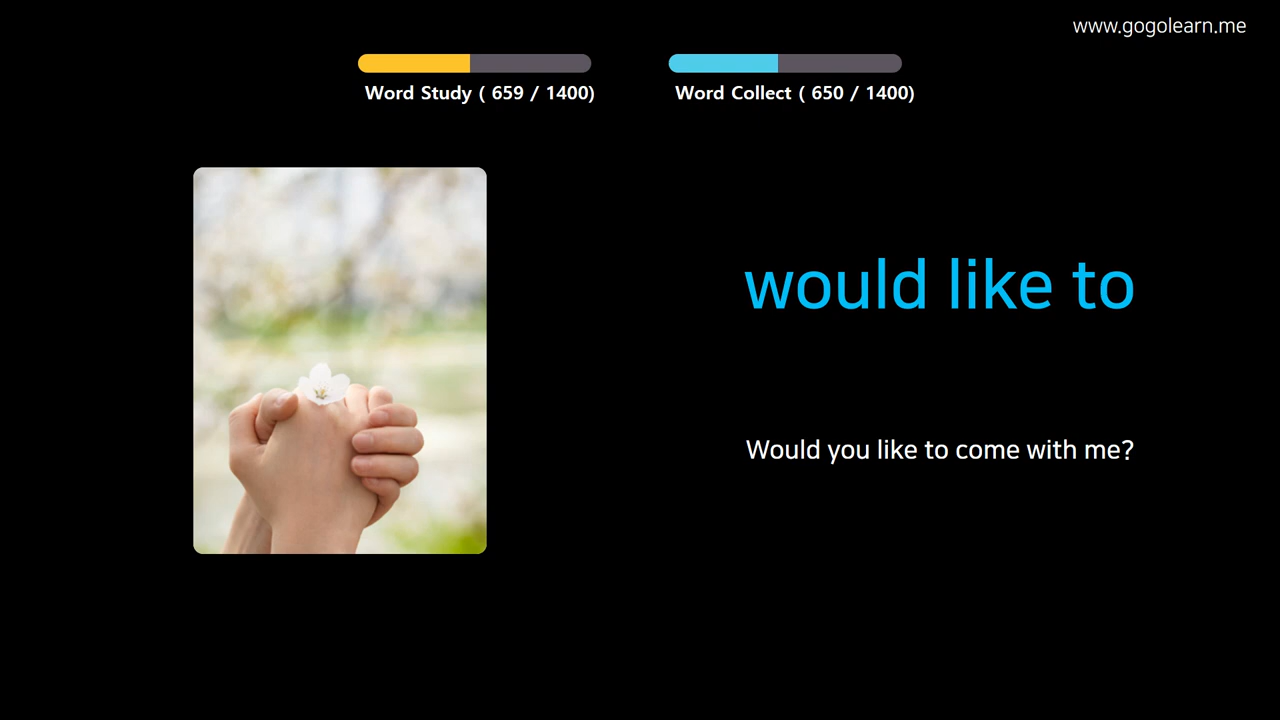 www.gogolearn.me
Word Study ( 659 / 1400)
Word Collect ( 650 / 1400)
would like to
Would you like to come with me?